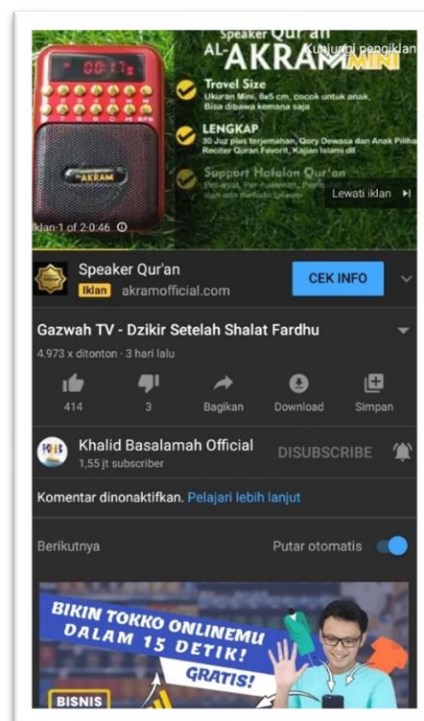 Speaker Qur'an
AL-AKRAM MINI
Kunjungi pengiklan
Travel Size
Ukuran Mini, 8x5 cm, cocok untuk anak,
Bisa dibawa kemana saja
LENGKAP
30 Juz plus terjemahan, Qory Dewasa dan Anak Piliha
Reciter Quran Favorit, Kajian Islami dll
Support Hafalan Qur'an
Per-ayat, Per-halaman,
AKRAM
Lewati iklan
Iklan·1 of 2·0:46
Speaker Qur'an
Iklan akramofficial.com
CEK INFO
Gazwah TV - Dzikir Setelah Shalat Fardhu
4.973 x ditonton · 3 hari lalu
414 3 Bagikan Download Simpan
Khalid Basalamah Official
1,55 jt subscriber
DISUBSCRIBE
Komentar dinonaktifkan. Pelajari lebih lanjut
Berikutnya Putar otomatis
BIKIN TOKKO ONLINEMU
DALAM 15 DETIK!
GRATIS!
BISNIS